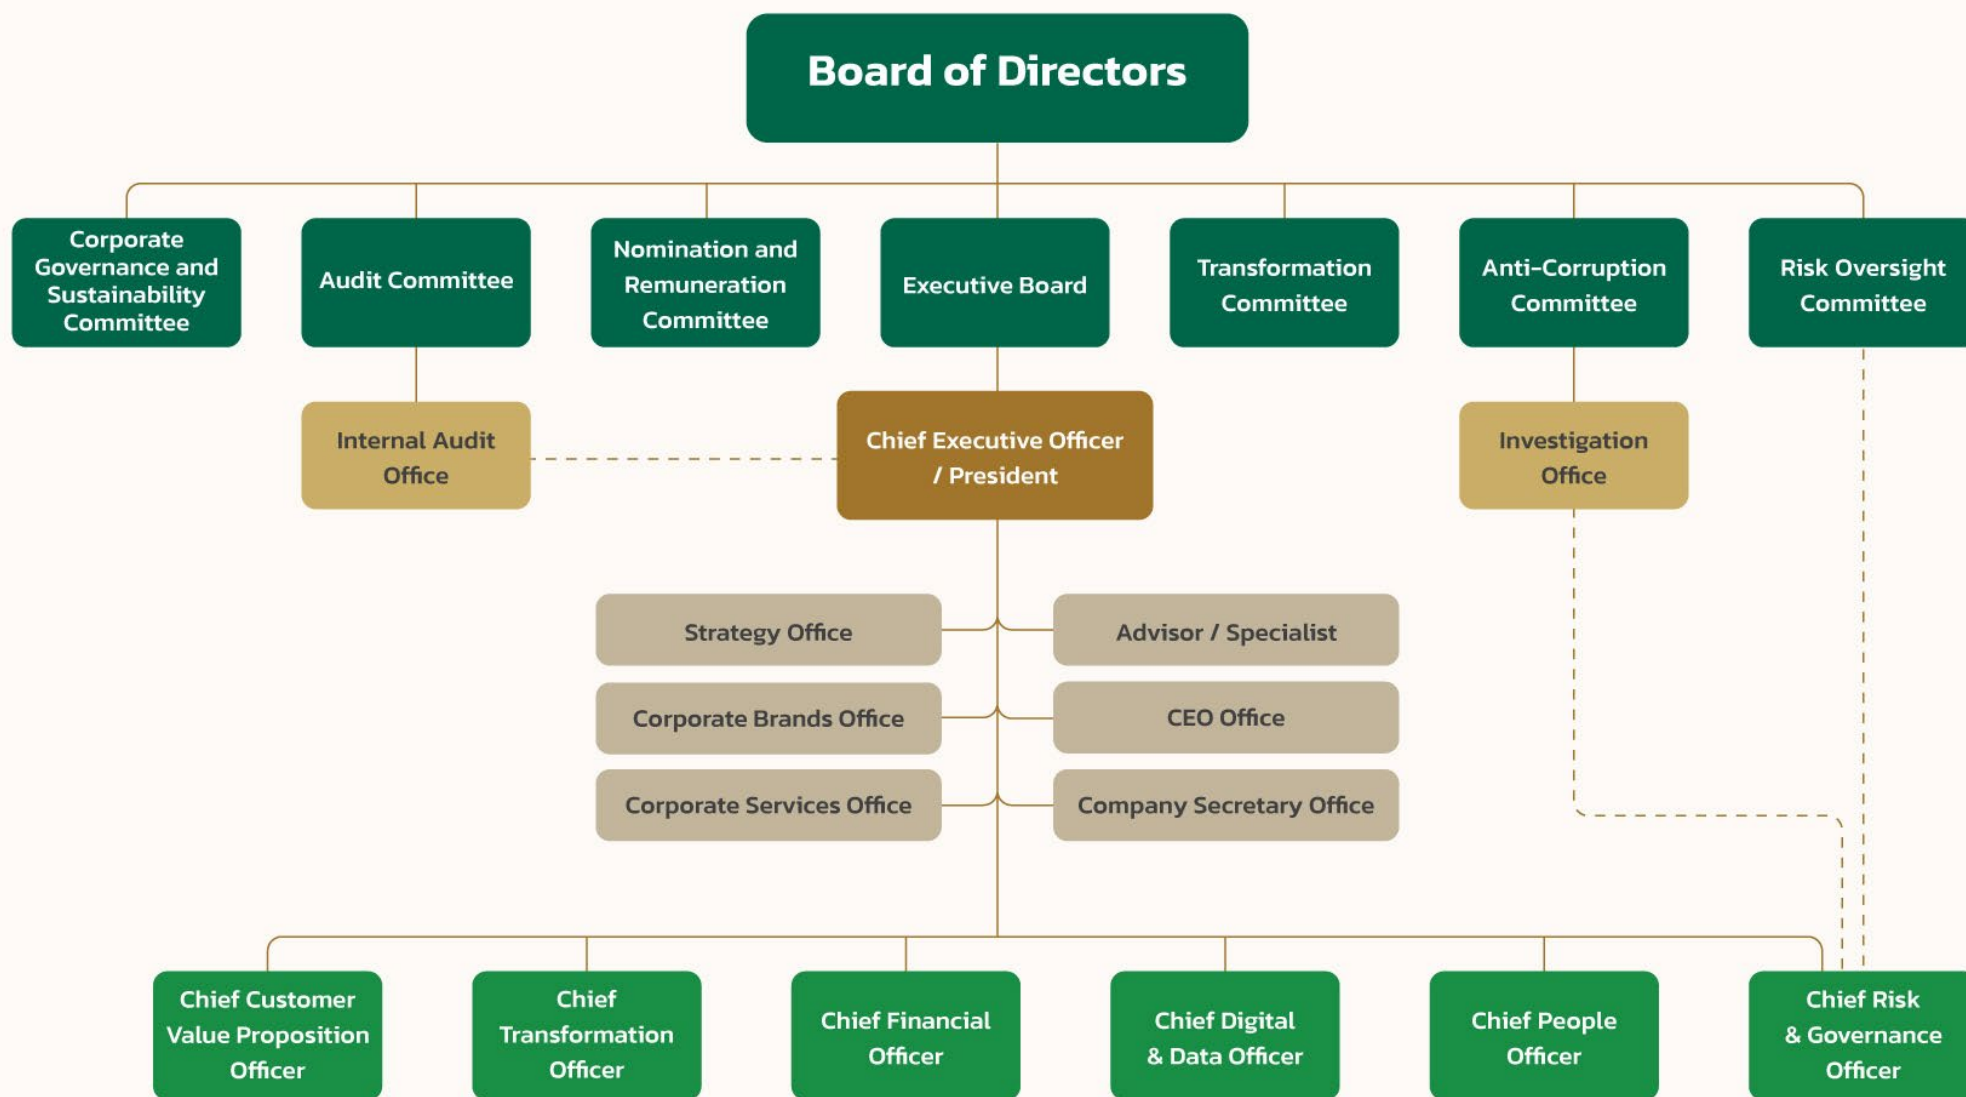 Board of Directors
Corporate
Governance and
Sustainability
Committee
Audit Committee
Nomination and
Remuneration
Committee
Executive Board
Transformation
Committee
Anti-Corruption
Committee
Risk Oversight
Committee
Internal Audit
Office
Chief Executive Officer
/ President
Investigation
Office
Strategy Office
Advisor / Specialist
Corporate Brands Office
CEO Office
Corporate Services Office
Company Secretary Office
Chief Customer
Value Proposition
Officer
Chief
Transformation
Officer
Chief Financial
Officer
Chief Digital
& Data Officer
Chief People
Officer
Chief Risk
& Governance
Officer